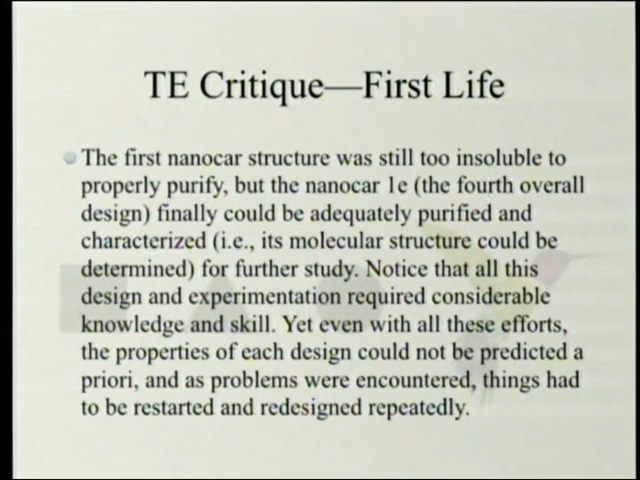 TE Critique—First Life
The first nanocar structure was still too insoluble to
properly purify, but the nanocar 1e (the fourth overall
design) finally could be adequately purified and
characterized (i.e., its molecular structure could be
determined) for further study. Notice that all this
design and experimentation required considerable
knowledge and skill. Yet even with all these efforts,
the properties of each design could not be predicted a
priori, and as problems were encountered, things had
to be restarted and redesigned repeatedly.